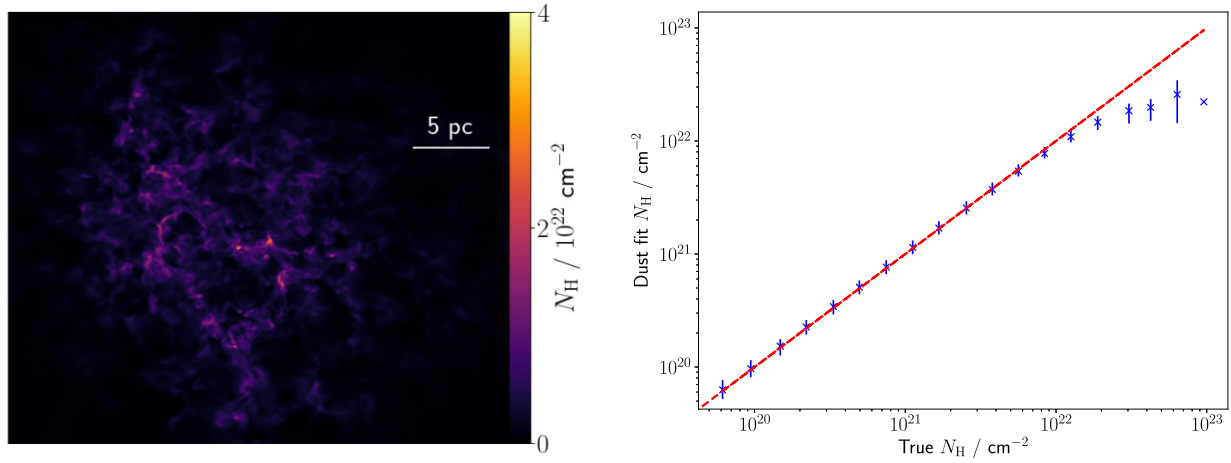 5 pc
4
2
0
N_H / 10^22 cm^−2
10^23
10^22
10^21
10^20
Dust fit N_H / cm^−2
10^20 10^21 10^22 10^23
True N_H / cm^−2